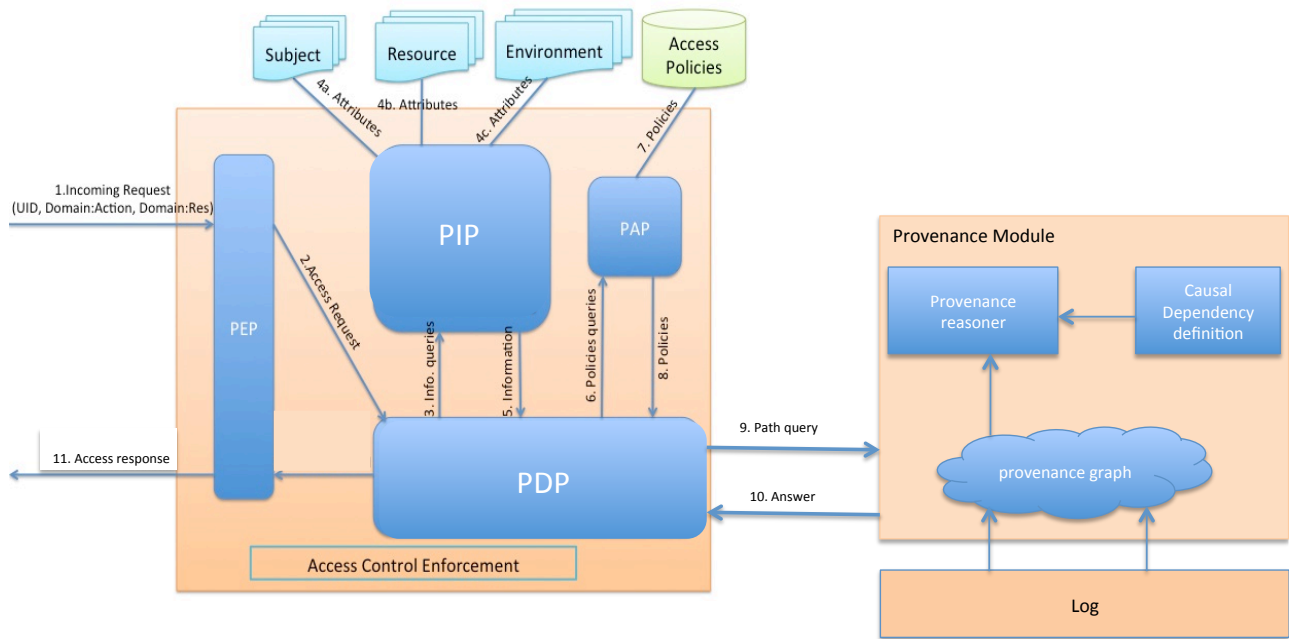 Subject
Resource
Environment
Access
Policies
4a. Attributes
4b. Attributes
4c. Attributes
7. Policies
1.Incoming Request
(UID, Domain:Action, Domain:Res)
PEP
PIP
PAP
2.Access Request
3. Info. queries
5. Information
6. Policies queries
8. Policies
PDP
11. Access response
Access Control Enforcement
9. Path query
10. Answer
Provenance Module
Provenance
reasoner
Causal
Dependency
definition
provenance graph
Log